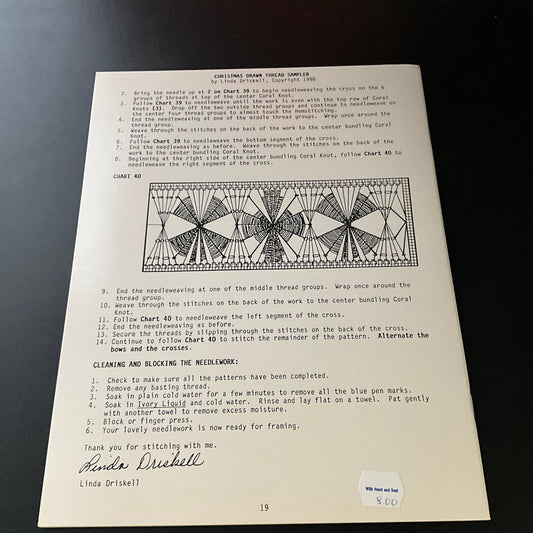 CHRISTMAS DRAWN THREAD SAMPLER
by Linda Driskell, Copyright 1988
2. Bring the needle up at 2 on Chart 39 to begin needleweaving the cross on the 6
groups of threads at top of the center Coral Knot.
3. Follow Chart 39 to needleweave until the work is even with the top row of Coral
Knots (3). Drop off the two outside thread groups and continue to needleweave on
the center four thread groups to almost touch the Hemstitching.
4. End the needleweaving at one of the middle thread groups. Wrap once around the
thread group.
5. Weave through the stitches on the back of the work to the center bundling Coral
Knot.
6. Follow Chart 39 to needleweave the bottom segment of the cross.
7. End the needleweaving as before. Weave through the stitches on the back of the
work to the center bundling Coral Knot.
8. Beginning at the right side of the center bundling Coral Knot, follow Chart 40 to
needleweave the right segment of the cross.
CHART 40
9. End the needleweaving at one of the middle thread groups. Wrap once around the
thread group.
10. Weave through the stitches on the back of the work to the center bundling Coral
Knot.
11. Follow Chart 40 to needleweave the left segment of the cross.
12. End the needleweaving as before.
13. Secure the threads by slipping through the stitches on the back of the cross.
14. Continue to follow Chart 40 to stitch the remainder of the pattern. Alternate the
bows and the crosses.
CLEANING AND BLOCKING THE NEEDLEWORK:
1. Check to make sure all the patterns have been completed.
2. Remove any basting thread.
3. Soak in plain cold water for a few minutes to remove all the blue pen marks.
4. Soak in Ivory Liquid and cold water. Rinse and lay flat on a towel. Pat gently
with another towel to remove excess moisture.
5. Block or finger press.
6. Your lovely needlework is now ready for framing.
Thank you for stitching with me.
Linda Driskell
Linda Driskell
With Heart and Soul
8.00
19